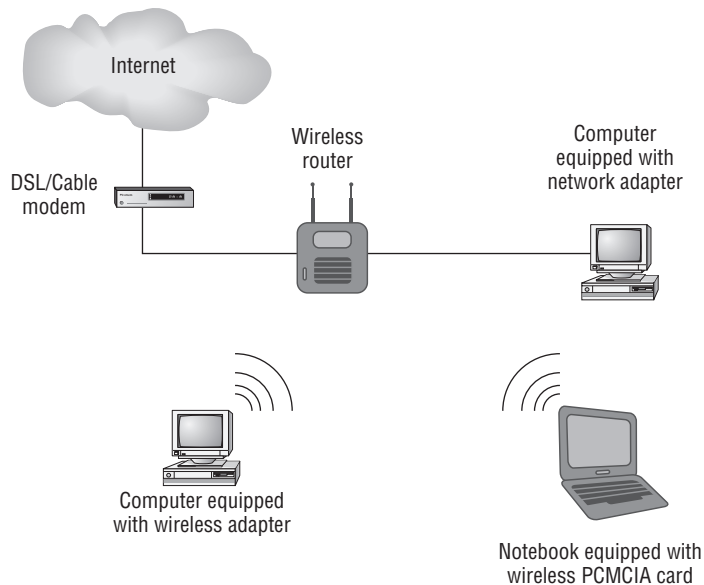 Internet
Wireless
router
Computer
equipped with
network adapter
DSL/Cable
modem
Computer equipped
with wireless adapter
Notebook equipped with
wireless PCMCIA card